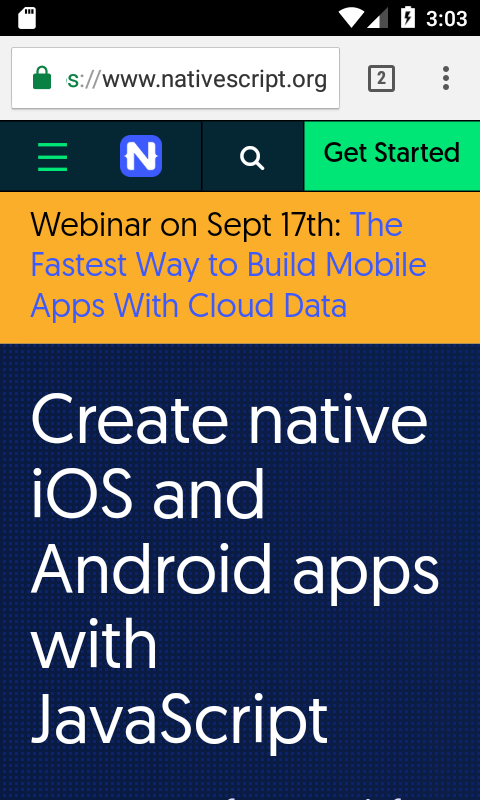 3:03
s://www.nativescript.org
2
N
Get Started
Webinar on Sept 17th: The
Fastest Way to Build Mobile
Apps With Cloud Data
Create native
iOS and
Android apps
with
JavaScript